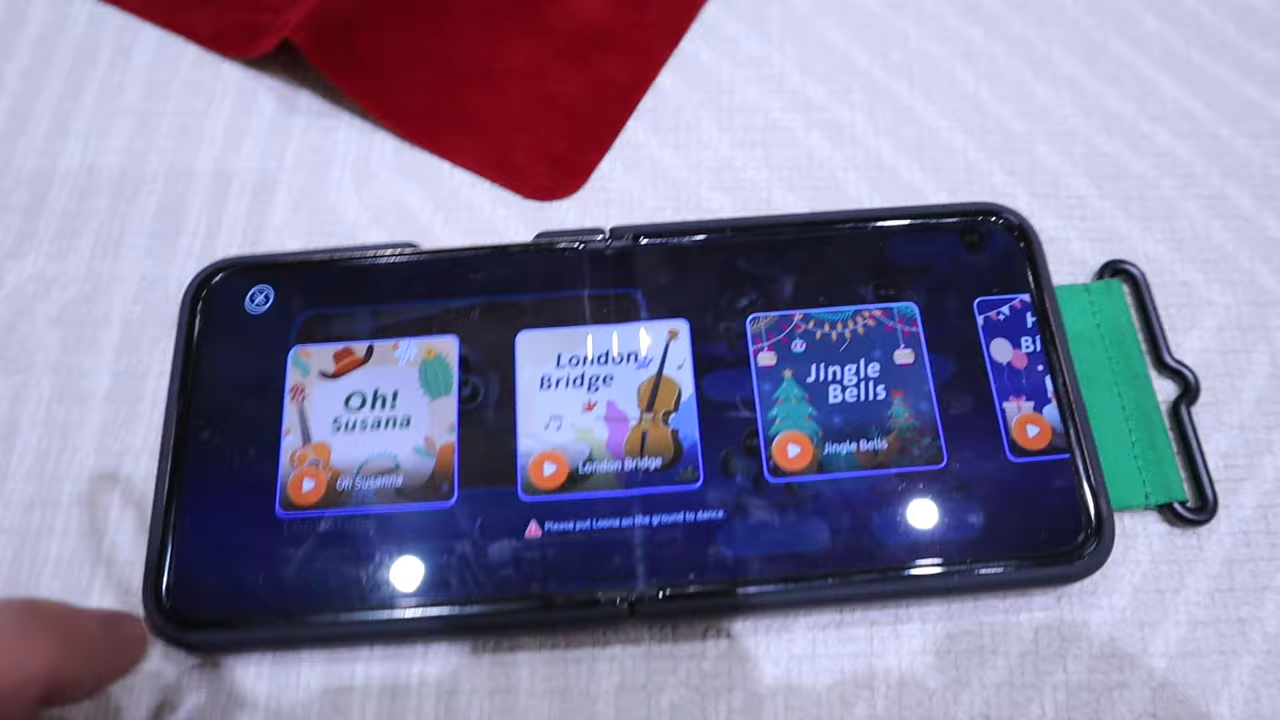 Oh!
Susana
Oh Susanna
London
Bridge
London Bridge
Jingle
Bells
Jingle Bells
H
Bi
Please put Loona on the ground to dance.